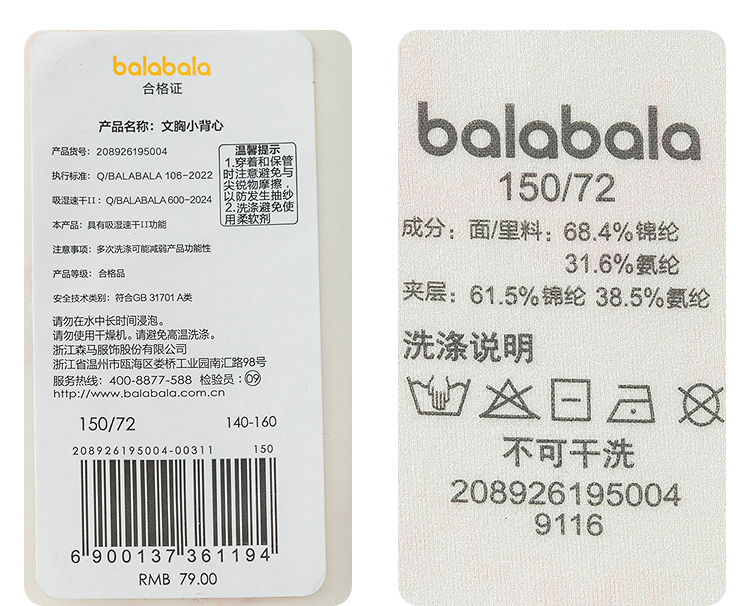 balabala
合格证
产品名称：文胸小背心
产品货号：208926195004
执行标准：Q/BALABALA 106-2022
吸湿速干II：Q/BALABALA 600-2024
本产品：具有吸湿速干II功能
注意事项：多次洗涤可能减弱产品功能性
产品等级：合格品
安全技术类别：符合GB 31701 A类
温馨提示
1.穿着和保管
时注意避免与
尖锐物摩擦，
以防发生抽纱
2.洗涤避免使
用柔软剂
请勿在水中长时间浸泡。
请勿使用干燥机。请避免高温洗涤。
浙江森马服饰股份有限公司
浙江省温州市瓯海区娄桥工业园南汇路98号
服务热线：400-8877-588 检验员：09
http://www.balabala.com.cn
150/72 140-160
208926195004-00311 150
6 900137 361194
RMB 79.00
balabala
150/72
成分：面/里料：68.4%锦纶
31.6%氨纶
夹层：61.5%锦纶 38.5%氨纶
洗涤说明
不可干洗
208926195004
9116